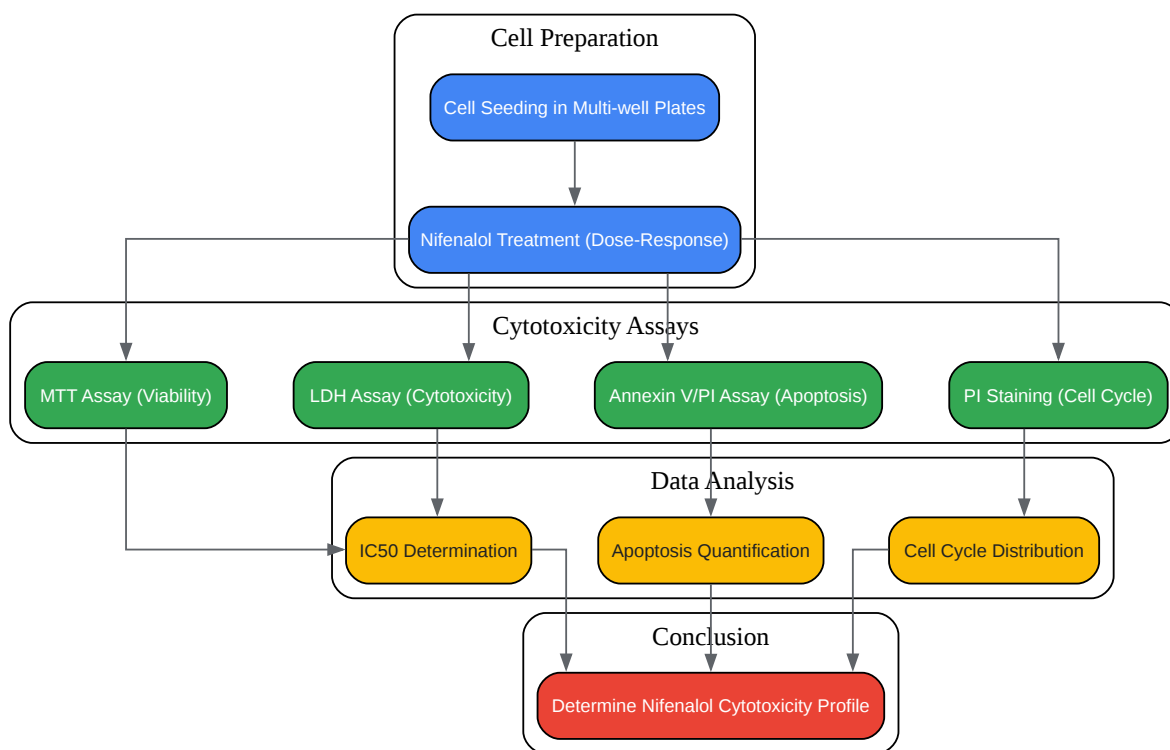 Cell Preparation
Cell Seeding in Multi-well Plates
Nifenalol Treatment (Dose-Response)
Cytotoxicity Assays
MTT Assay (Viability)
LDH Assay (Cytotoxicity)
Annexin V/PI Assay (Apoptosis)
PI Staining (Cell Cycle)
Data Analysis
IC50 Determination
Apoptosis Quantification
Cell Cycle Distribution
Conclusion
Determine Nifenalol Cytotoxicity Profile